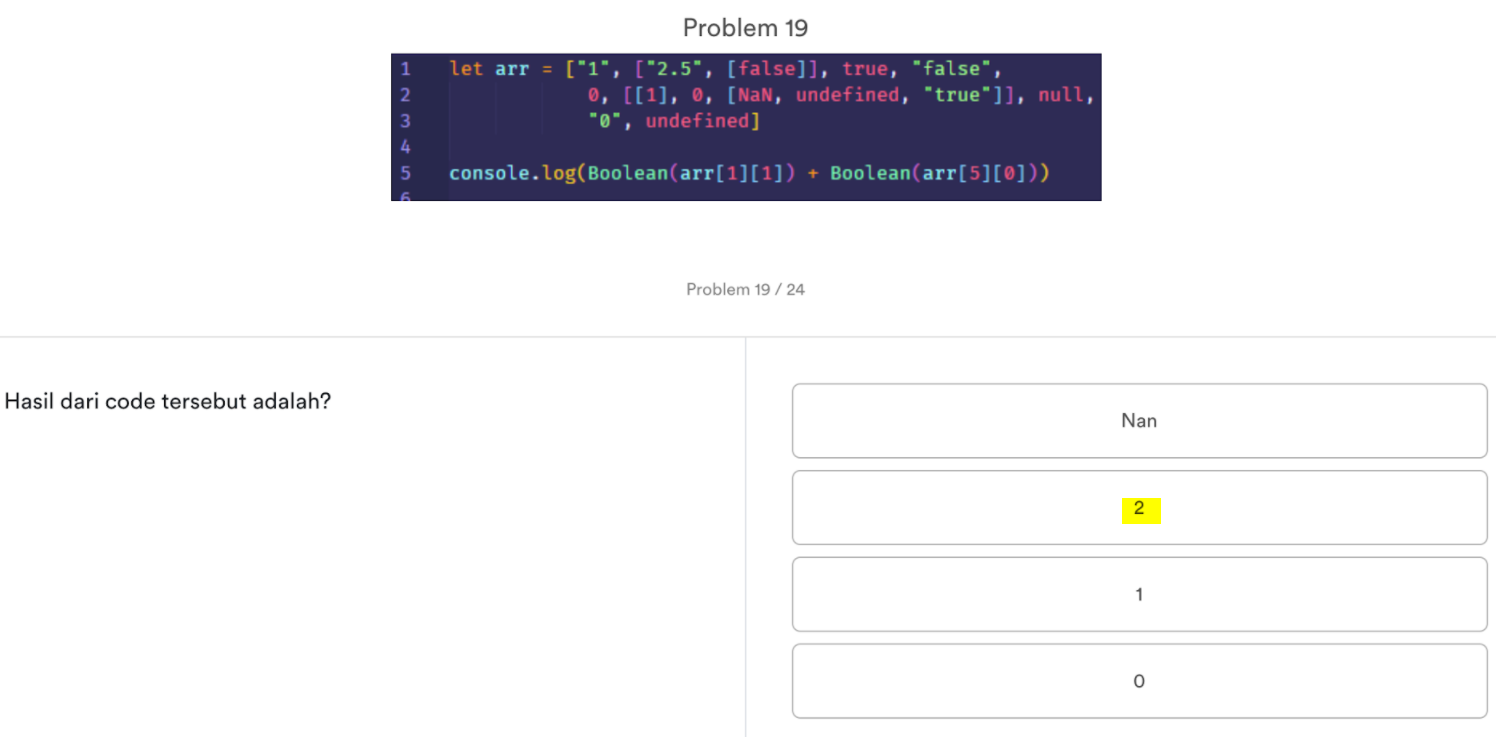 Problem 19
1 let arr = ["1", ["2.5", [false]], true, "false",
2 0, [[1], 0, [NaN, undefined, "true"]], null,
3 "0", undefined]
4
5 console.log(Boolean(arr[1][1]) + Boolean(arr[5][0]))
6
Problem 19 / 24
Hasil dari code tersebut adalah?
Nan
2
1
0